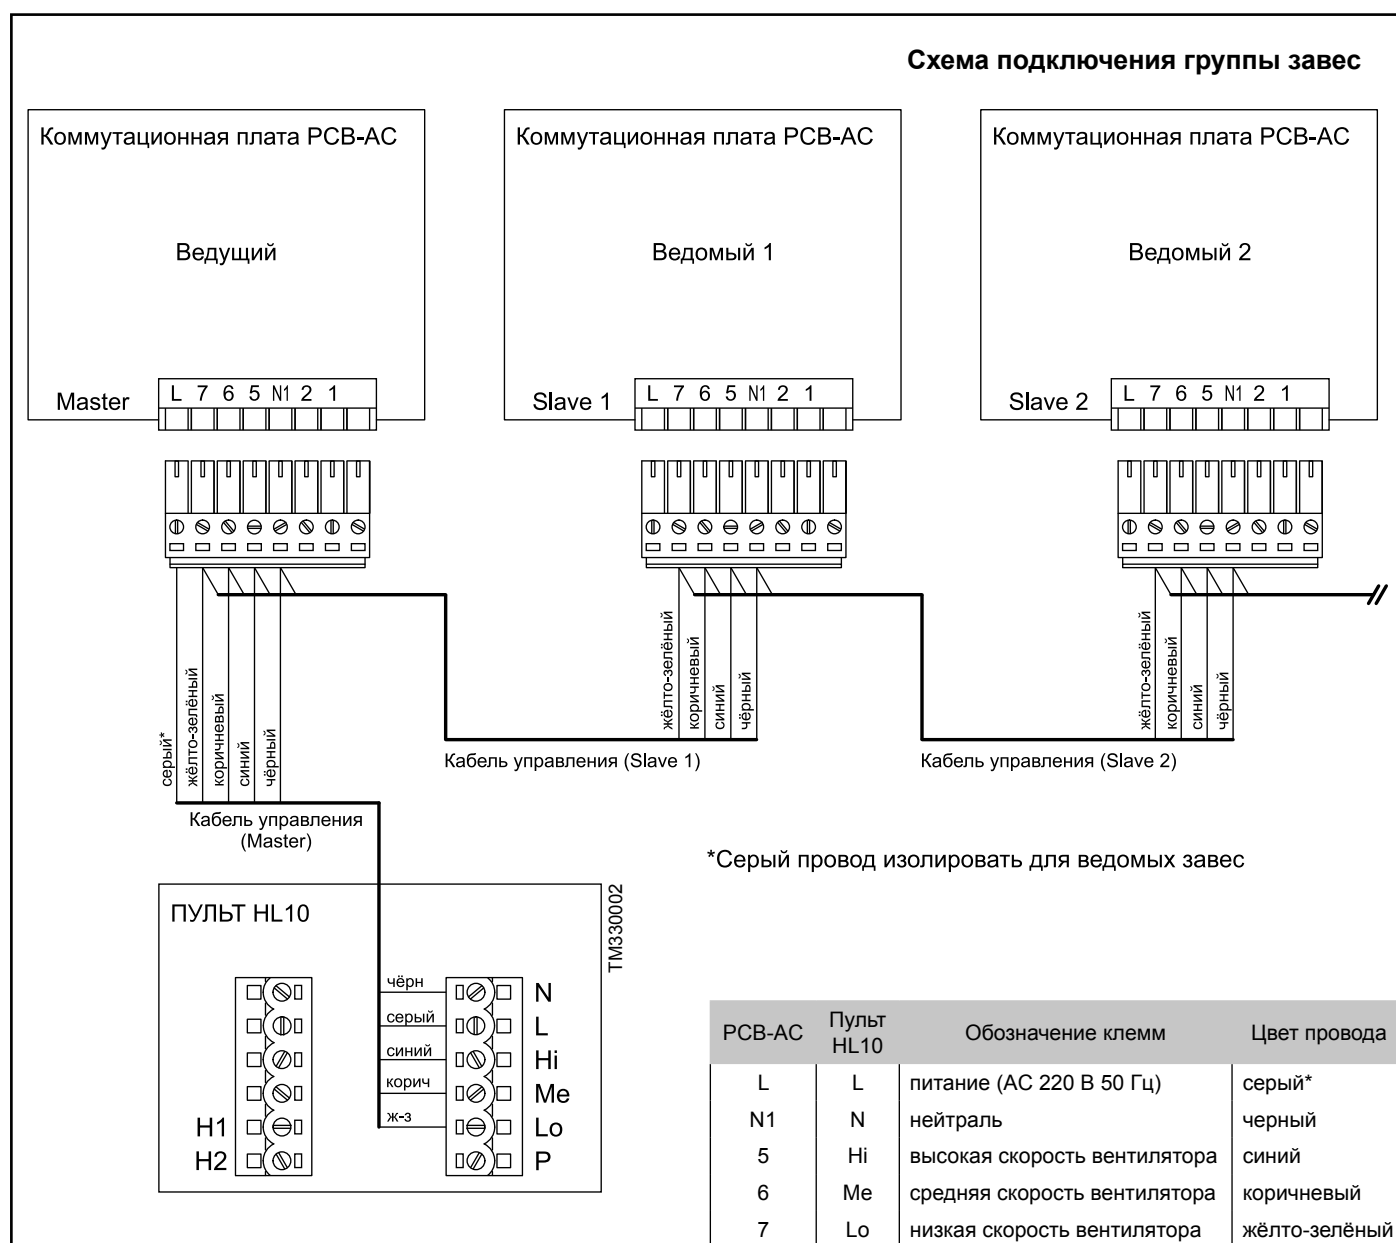 Схема подключения группы завес
Коммутационная плата PCB-AC
Ведущий
Master
L 7 6 5 N1 2 1
Коммутационная плата PCB-AC
Ведомый 1
Slave 1
L 7 6 5 N1 2 1
Коммутационная плата PCB-AC
Ведомый 2
Slave 2
L 7 6 5 N1 2 1
серый*
жёлто-зелёный
коричневый
синий
чёрный
Кабель управления
(Master)
жёлто-зелёный
коричневый
синий
чёрный
Кабель управления (Slave 1)
жёлто-зелёный
коричневый
синий
чёрный
Кабель управления (Slave 2)
*Серый провод изолировать для ведомых завес
ПУЛЬТ HL10
TM330002
H1
H2
чёрн N
серый L
синий Hi
корич Me
ж-з Lo
P
PCB-AC Пульт HL10 Обозначение клемм Цвет провода
L L питание (AC 220 В 50 Гц) серый*
N1 N нейтраль черный
5 Hi высокая скорость вентилятора синий
6 Me средняя скорость вентилятора коричневый
7 Lo низкая скорость вентилятора жёлто-зелёный